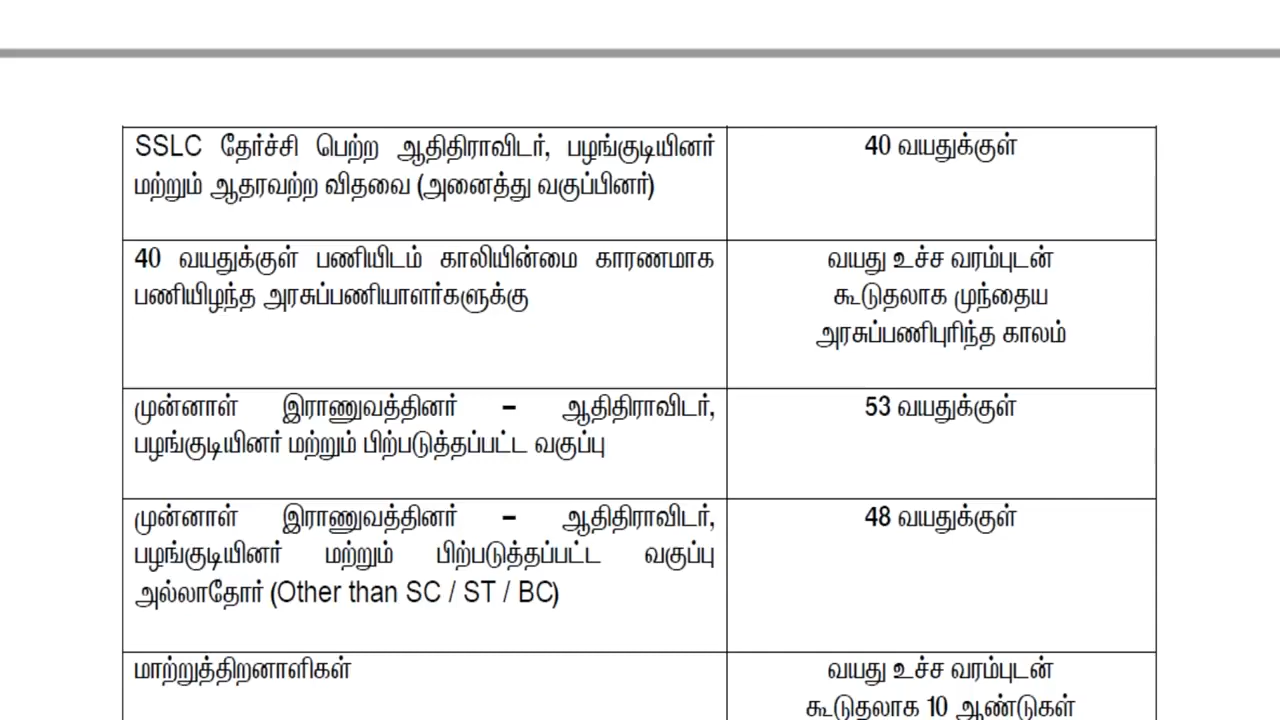 SSLC தேர்ச்சி பெற்ற ஆதிதிராவிடர், பழங்குடியினர்
மற்றும் ஆதரவற்ற விதவை (அனைத்து வகுப்பினர்)
40 வயதுக்குள்
40 வயதுக்குள் பணியிடம் காலியின்மை காரணமாக
பணியிழந்த அரசுப்பணியாளர்களுக்கு
வயது உச்ச வரம்புடன்
கூடுதலாக முந்தைய
அரசுப்பணிபுரிந்த காலம்
முன்னாள் இராணுவத்தினர் – ஆதிதிராவிடர்,
பழங்குடியினர் மற்றும் பிற்படுத்தப்பட்ட வகுப்பு
53 வயதுக்குள்
முன்னாள் இராணுவத்தினர் – ஆதிதிராவிடர்,
பழங்குடியினர் மற்றும் பிற்படுத்தப்பட்ட வகுப்பு
அல்லாதோர் (Other than SC / ST / BC)
48 வயதுக்குள்
மாற்றுத்திறனாளிகள்
வயது உச்ச வரம்புடன்
கூடுதலாக 10 ஆண்டுகள்